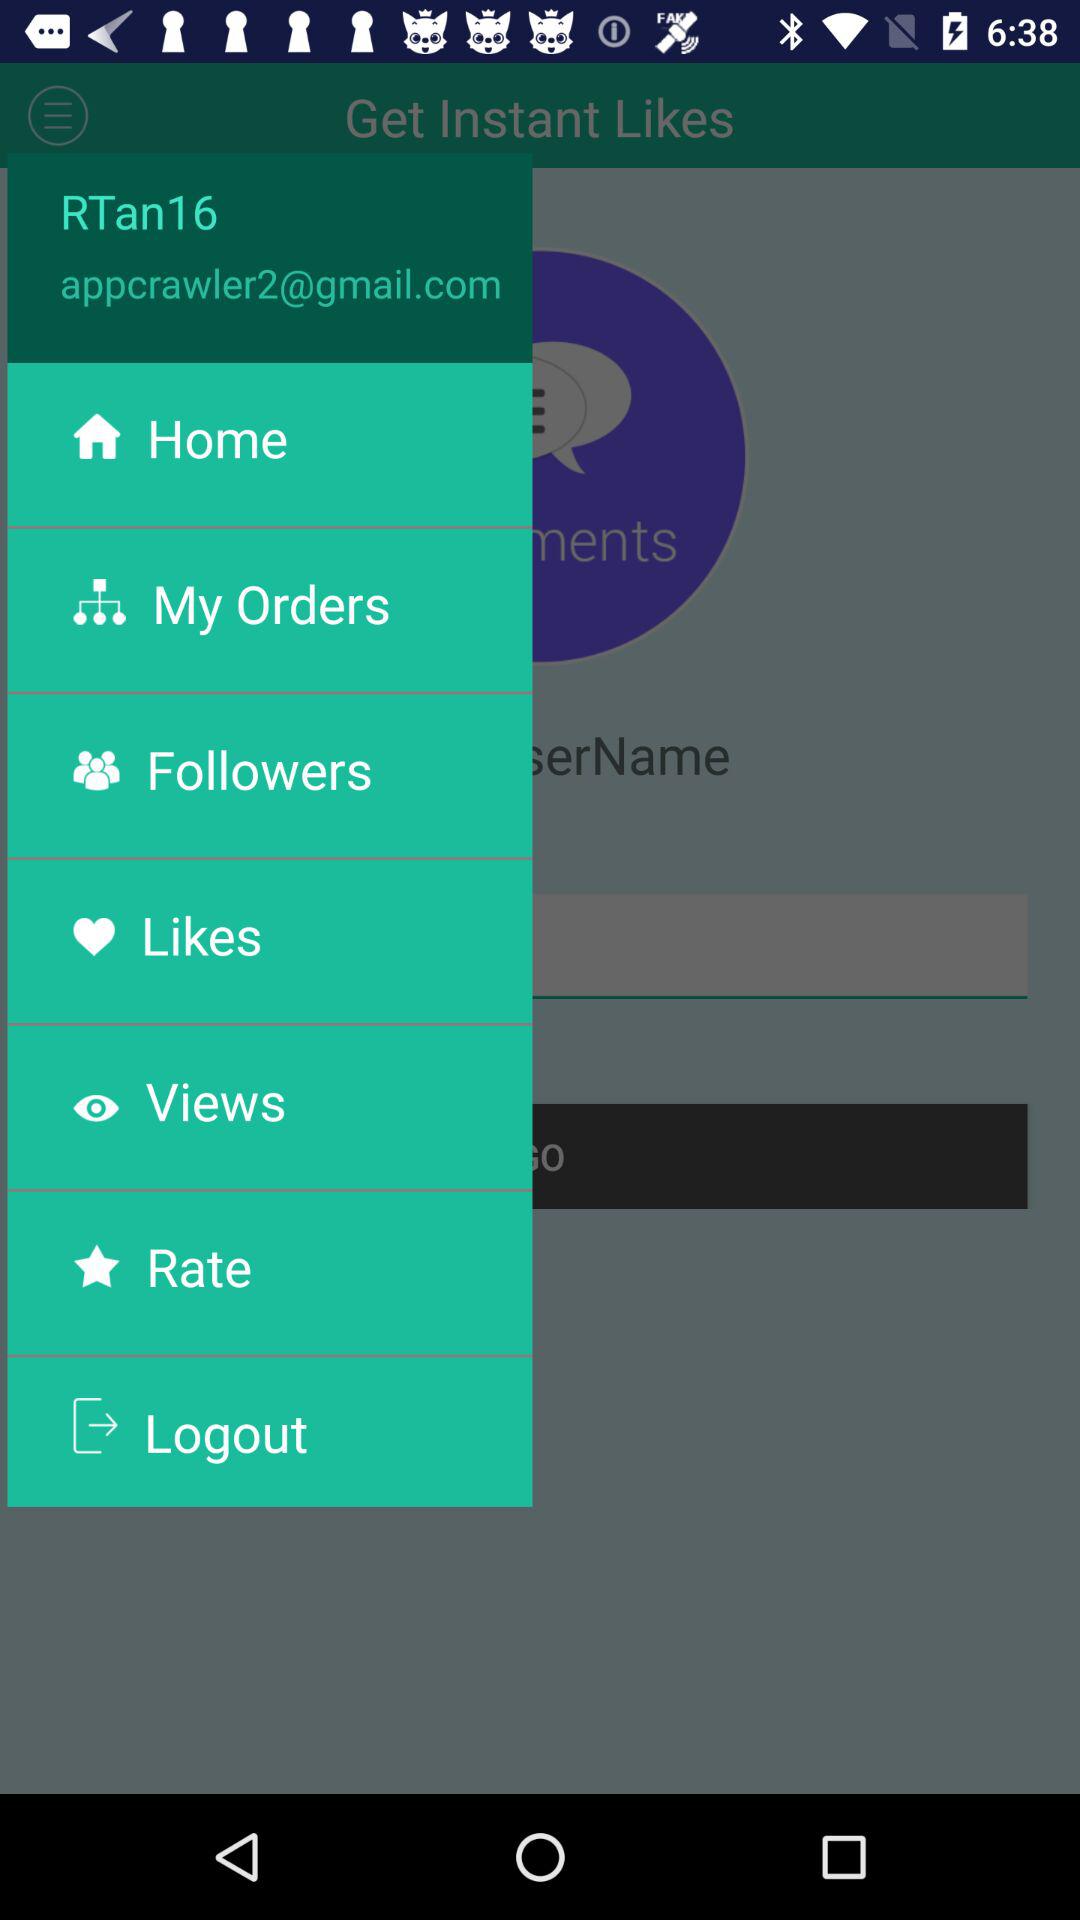 FAKE
6:38
Get Instant Likes
RTan16
appcrawler2@gmail.com
Home
ments
My Orders
Followers
serName
Likes
Views
GO
Rate
Logout